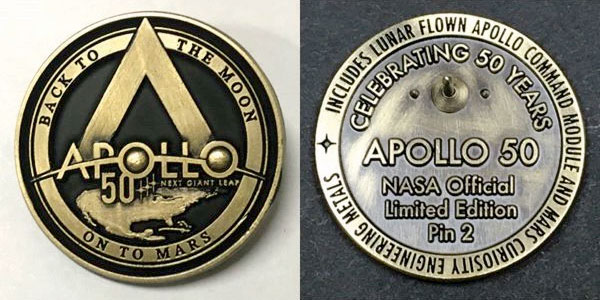 BACK TO THE MOON
APOLLO
50
NEXT GIANT LEAP
ON TO MARS
INCLUDES LUNAR FLOWN APOLLO COMMAND MODULE AND MARS CURIOSITY ENGINEERING METALS
CELEBRATING 50 YEARS
APOLLO 50
NASA Official
Limited Edition
Pin 2